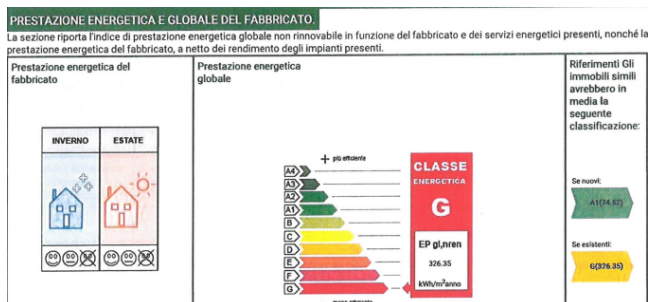 PRESTAZIONE ENERGETICA E GLOBALE DEL FABBRICATO.
La sezione riporta l'indice di prestazione energetica globale non rinnovabile in funzione del fabbricato e dei servizi energetici presenti, nonché la
prestazione energetica del fabbricato, a netto dei rendimento degli impianti presenti.
Prestazione energetica del
fabbricato
INVERNO ESTATE
Prestazione energetica
globale
+ più efficiente
A4
A3
A2
A1
B
C
D
E
F
G
CLASSE
ENERGETICA
G
EP gl,nren
326.35
kWh/m²anno
Riferimenti Gli
immobili simili
avrebbero in
media la
seguente
classificazione:
Se nuovi:
A1(74.52)
Se esistenti:
G(326.35)